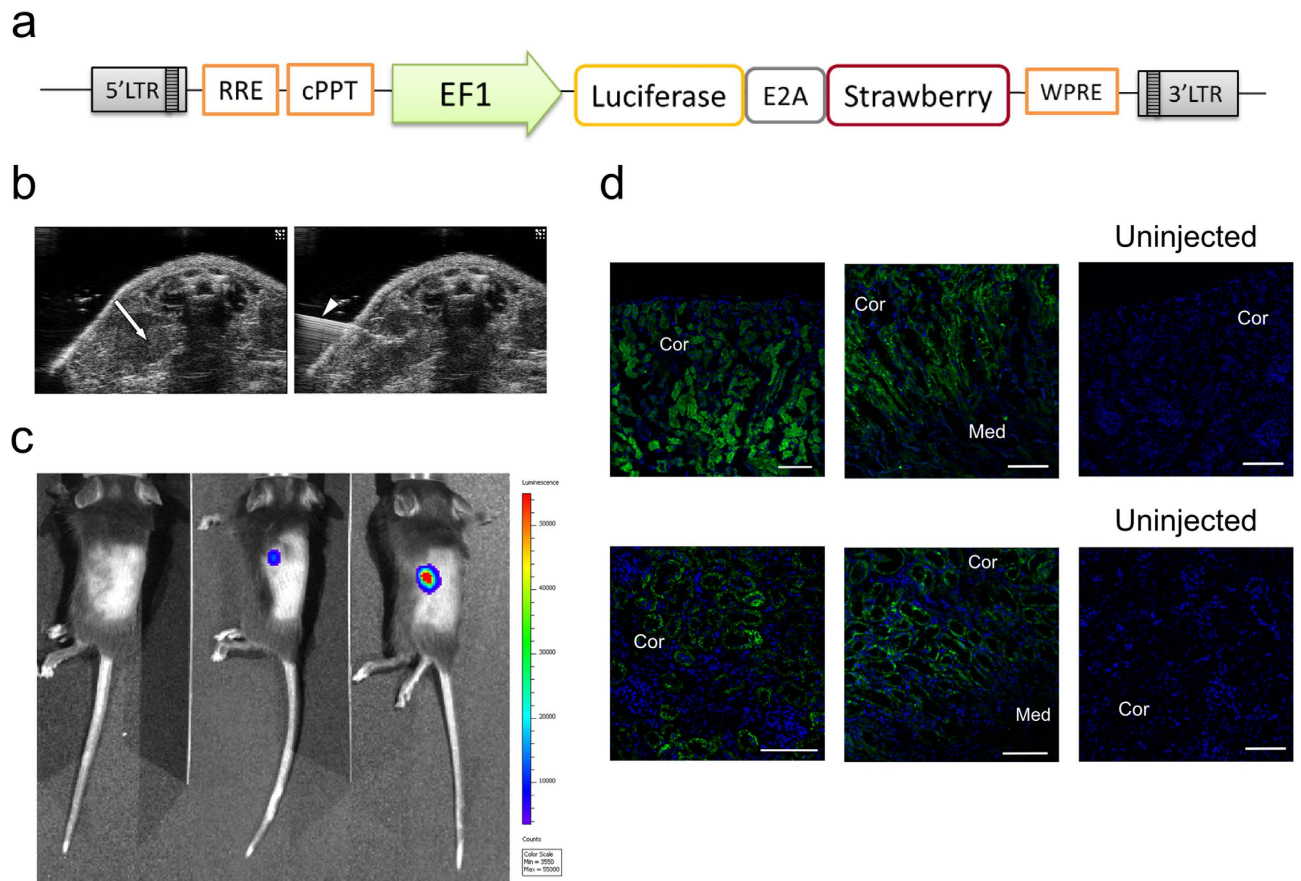 a
5'LTR RRE cPPT EF1 Luciferase E2A Strawberry WPRE 3'LTR
b
c
Luminescence
50000
40000
30000
20000
10000
Counts
Color Scale
Min = 3550
Max = 55000
d
Uninjected
Cor
Cor
Med
Cor
Uninjected
Cor
Cor
Med
Cor